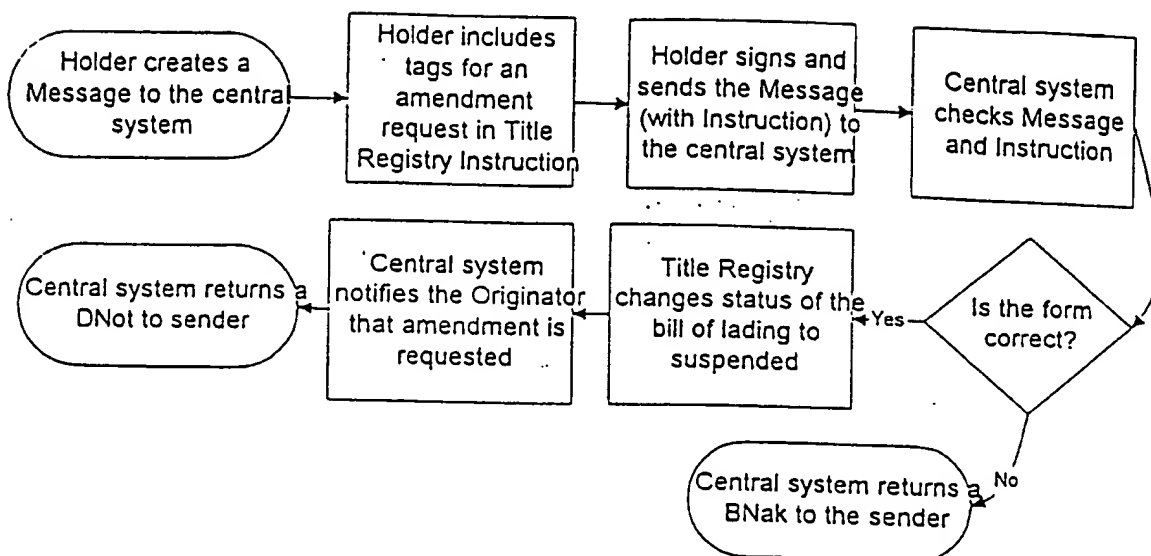 Holder creates a
Message to the central
system
Holder includes
tags for an
amendment
request in Title
Registry Instruction
Holder signs and
sends the Message
(with Instruction) to
the central system
Central system
checks Message
and Instruction
Is the form
correct?
Yes
Title Registry
changes status of the
bill of lading to
suspended
Central system
notifies the Originator
that amendment is
requested
Central system returns a
DNot to sender
No
Central system returns a
BNak to the sender